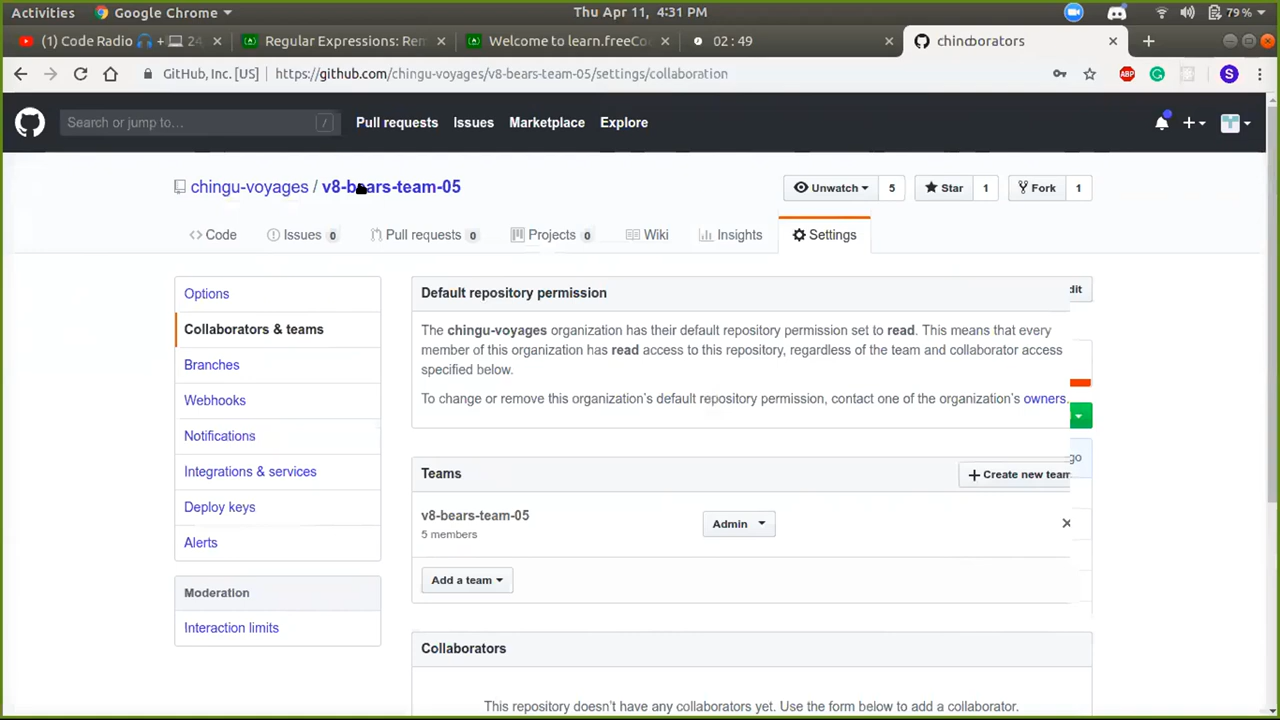 Activities
Google Chrome
Thu Apr 11, 4:31 PM
79 %
(1) Code Radio 🎧 + 💻 24
Regular Expressions: Ren
Welcome to learn.freeCo
02 : 49
GitHub, Inc. [US]
https://github.com/chingu-voyages/v8-bears-team-05/settings/collaboration
ABP
S
Search or jump to...
/
Pull requests
Issues
Marketplace
Explore
chingu-voyages / v8-bears-team-05
Unwatch 5
Star 1
Fork 1
Code
Issues 0
Pull requests 0
Projects 0
Wiki
Insights
Settings
Options
Collaborators & teams
Branches
Webhooks
Notifications
Integrations & services
Deploy keys
Alerts
Moderation
Interaction limits
Default repository permission
The chingu-voyages organization has their default repository permission set to read. This means that every
member of this organization has read access to this repository, regardless of the team and collaborator access
specified below.
To change or remove this organization's default repository permission, contact one of the organization's owners.
dit
go
Teams
Create new team
v8-bears-team-05
5 members
Admin
Add a team
Collaborators
This repository doesn't have any collaborators yet. Use the form below to add a collaborator.